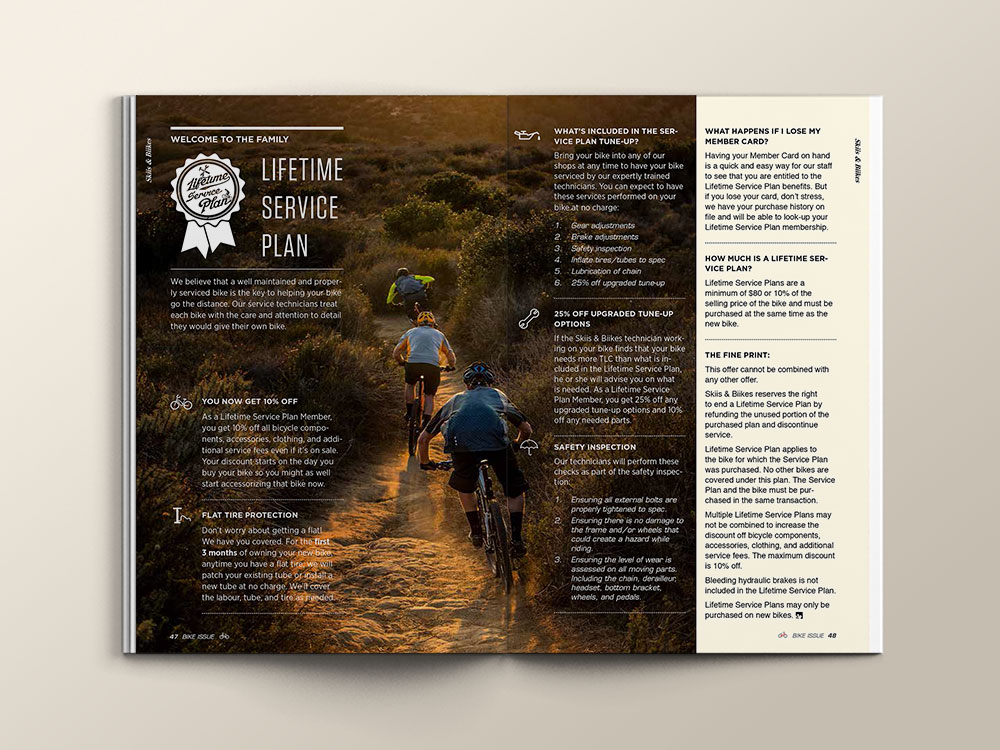 Skiis & Biikes
WELCOME TO THE FAMILY
Lifetime
Service
Plan
LIFETIME
SERVICE
PLAN
We believe that a well maintained and proper-
ly serviced bike is the key to helping your bike
go the distance. Our service technicians treat
each bike with the care and attention to detail
they would give their own bike.
YOU NOW GET 10% OFF
As a Lifetime Service Plan Member,
you get 10% off all bicycle compo-
nents, accessories, clothing, and addi-
tional service fees even if it's on sale
Your discount starts on the day you
buy your bike so you might as well
start accessorizing that bike now.
FLAT TIRE PROTECTION
Don't worry about getting a flat!
We have you covered. For the first
3 months of owning your new bike,
anytime you have a flat tire, we will
patch your existing tube or install a
new tube at no charge. We'll cover
the labour, tube, and tire as needed.
47 BIKE ISSUE
WHAT'S INCLUDED IN THE SER-
VICE PLAN TUNE-UP?
Bring your bike into any of our
shops at any time to have your bike
serviced by our expertly trained
technicians. You can expect to have
these services performed on your
bike at no charge:
1. Gear adjustments
2. Brake adjustments
3. Safety inspection
4. Inflate tires/tubes to spec
5. Lubrication of chain
6. 25% off upgraded tune-up
25% OFF UPGRADED TUNE-UP
OPTIONS
If the Skiis & Biikes technician work-
ing on your bike finds that your bike
needs more TLC than what is in-
cluded in the Lifetime Service Plan,
he or she will advise you on what
is needed. As a Lifetime Service
Plan Member, you get 25% off any
upgraded tune-up options and 10%
off any needed parts.
SAFETY INSPECTION
Our technicians will perform these
checks as part of the safety inspec-
tion:
1. Ensuring all external bolts are
properly tightened to spec.
2. Ensuring there is no damage to
the frame and/or wheels that
could create a hazard while
riding.
3. Ensuring the level of wear is
assessed on all moving parts.
Including the chain, derailleur,
headset, bottom bracket,
wheels, and pedals.
WHAT HAPPENS IF I LOSE MY
MEMBER CARD?
Having your Member Card on hand
is a quick and easy way for our staff
to see that you are entitled to the
Lifetime Service Plan benefits. But
if you lose your card, don't stress,
we have your purchase history on
file and will be able to look-up your
Lifetime Service Plan membership.
HOW MUCH IS A LIFETIME SER-
VICE PLAN?
Lifetime Service Plans are a
minimum of $80 or 10% of the
selling price of the bike and must be
purchased at the same time as the
new bike.
THE FINE PRINT:
This offer cannot be combined with
any other offer.
Skiis & Biikes reserves the right
to end a Lifetime Service Plan by
refunding the unused portion of the
purchased plan and discontinue
service.
Lifetime Service Plan applies to
the bike for which the Service Plan
was purchased. No other bikes are
covered under this plan. The Service
Plan and the bike must be pur-
chased in the same transaction.
Multiple Lifetime Service Plans may
not be combined to increase the
discount off bicycle components,
accessories, clothing, and additional
service fees. The maximum discount
is 10% off.
Bleeding hydraulic brakes is not
included in the Lifetime Service Plan.
Lifetime Service Plans may only be
purchased on new bikes.
BIKE ISSUE 48
Skiis & Biikes